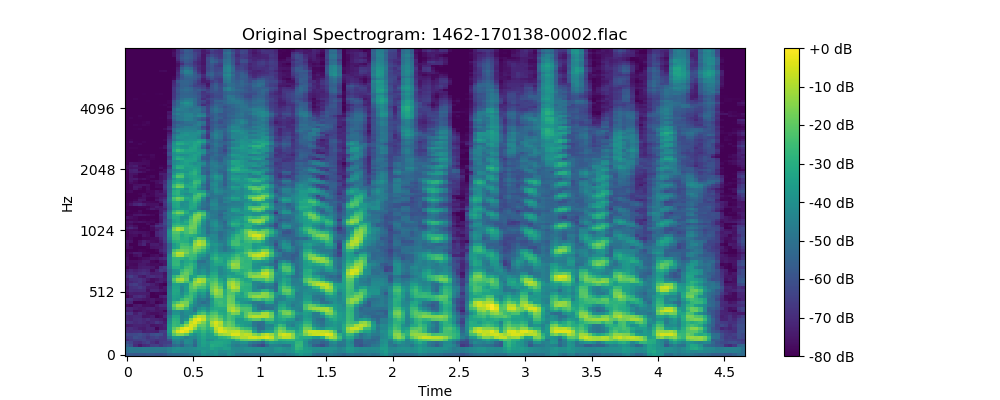 Original Spectrogram: 1462-170138-0002.flac
Hz
4096
2048
1024
512
0
0 0.5 1 1.5 2 2.5 3 3.5 4 4.5
Time
+0 dB
-10 dB
-20 dB
-30 dB
-40 dB
-50 dB
-60 dB
-70 dB
-80 dB